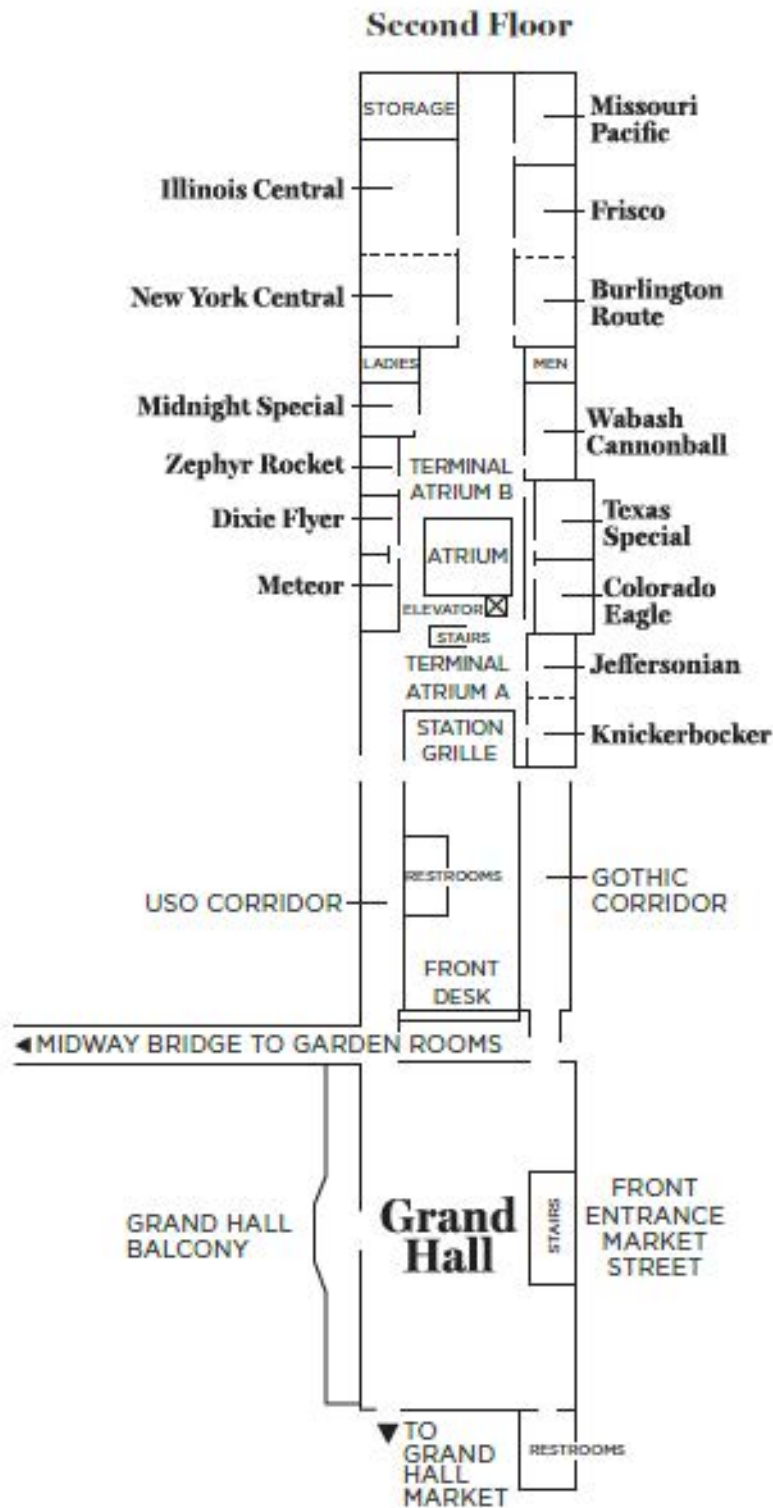 Second Floor
STORAGE
Missouri
Pacific
Illinois Central
Frisco
New York Central
Burlington
Route
LADIES
MEN
Midnight Special
Wabash
Cannonball
Zephyr Rocket
TERMINAL
ATRIUM B
Dixie Flyer
Texas
Special
ATRIUM
Meteor
Colorado
Eagle
ELEVATOR
STAIRS
TERMINAL
ATRIUM A
Jeffersonian
STATION
GRILLE
Knickerbocker
RESTROOMS
USO CORRIDOR
GOTHIC
CORRIDOR
FRONT
DESK
MIDWAY BRIDGE TO GARDEN ROOMS
GRAND HALL
BALCONY
Grand
Hall
STAIRS
FRONT
ENTRANCE
MARKET
STREET
TO
GRAND
HALL
MARKET
RESTROOMS